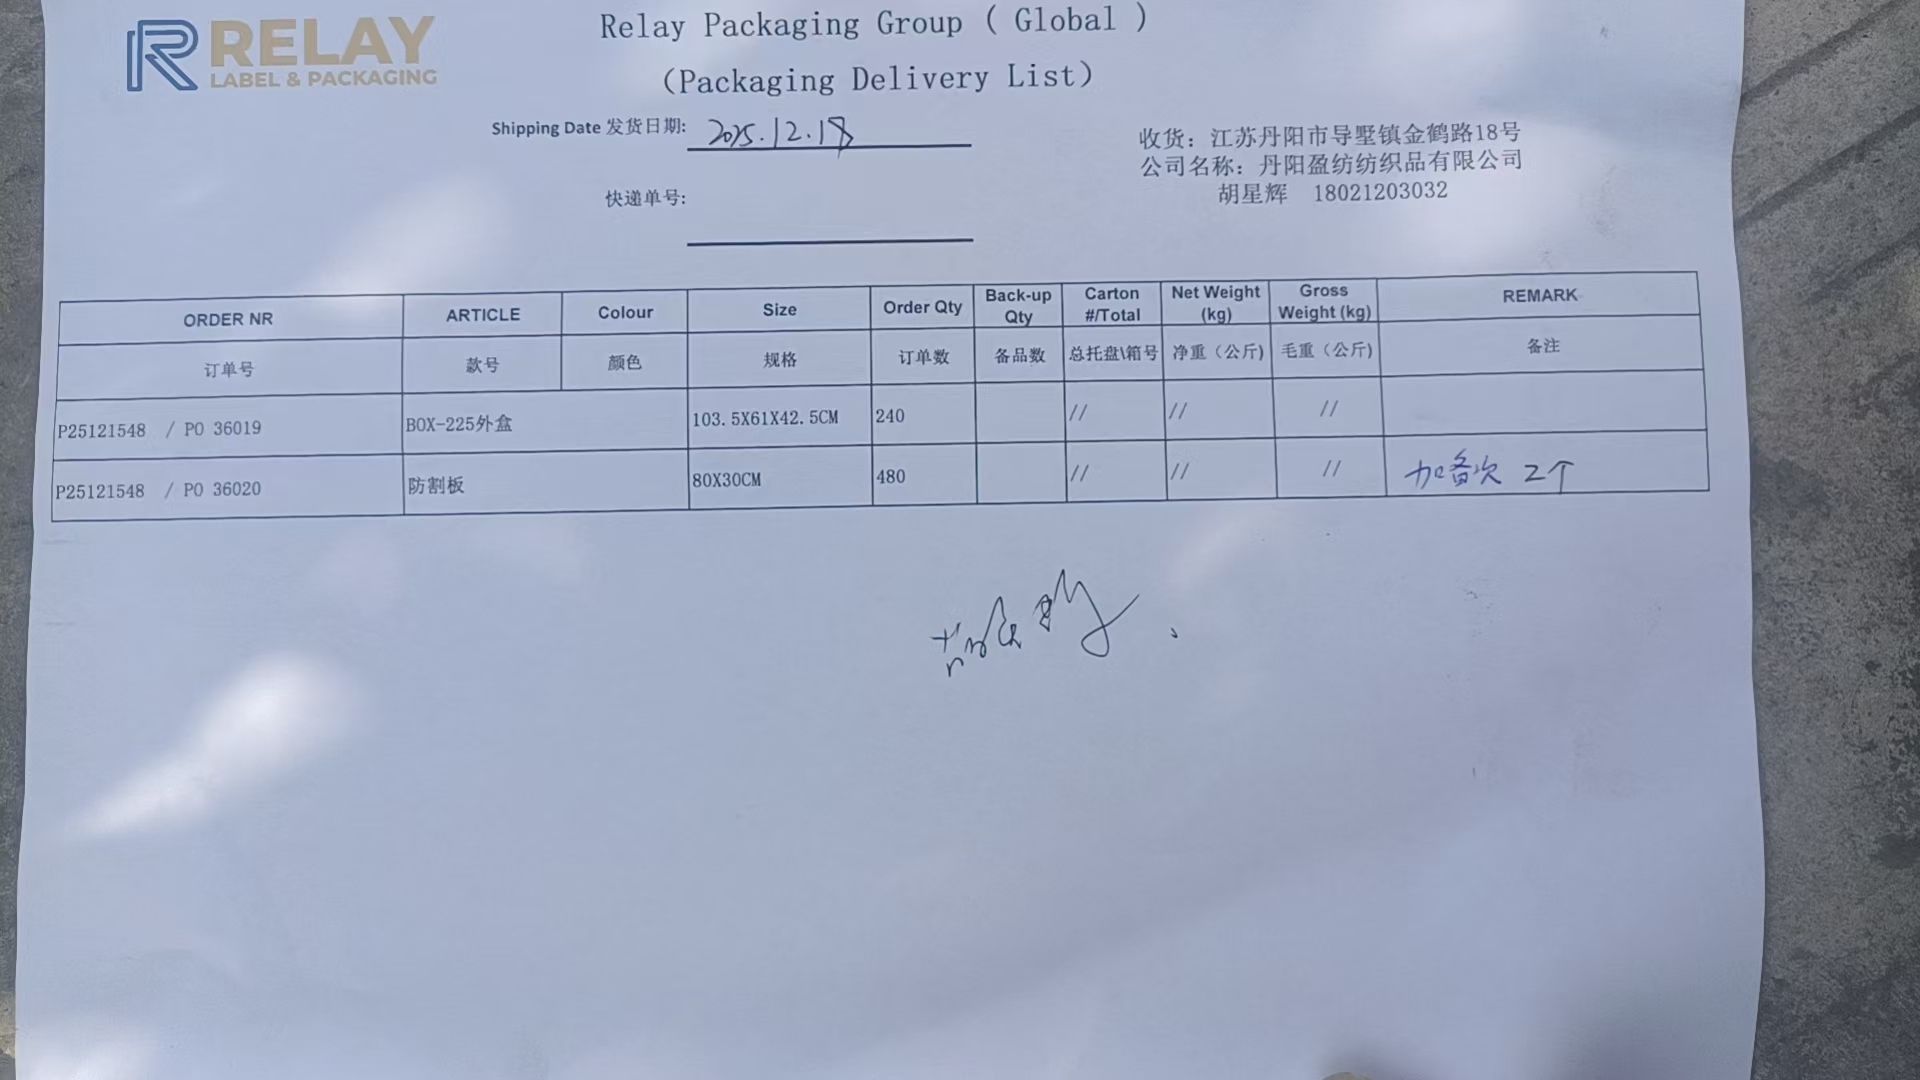 RELAY
LABEL & PACKAGING
Relay Packaging Group ( Global )
(Packaging Delivery List)
Shipping Date 发货日期: 2025.12.18
快递单号:
收货: 江苏丹阳市导墅镇金鹤路18号
公司名称: 丹阳盈纺纺织品有限公司
胡星辉 18021203032
ORDER NR ARTICLE Colour Size Order Qty Back-up Qty Carton #/Total Net Weight (kg) Gross Weight (kg) REMARK
订单号 款号 颜色 规格 订单数 备品数 总托盘\箱号 净重（公斤） 毛重（公斤） 备注
P25121548 / PO 36019 BOX-225外盒 103.5X61X42.5CM 240 // // //
P25121548 / PO 36020 防割板 80X30CM 480 // // // 加备次 2个